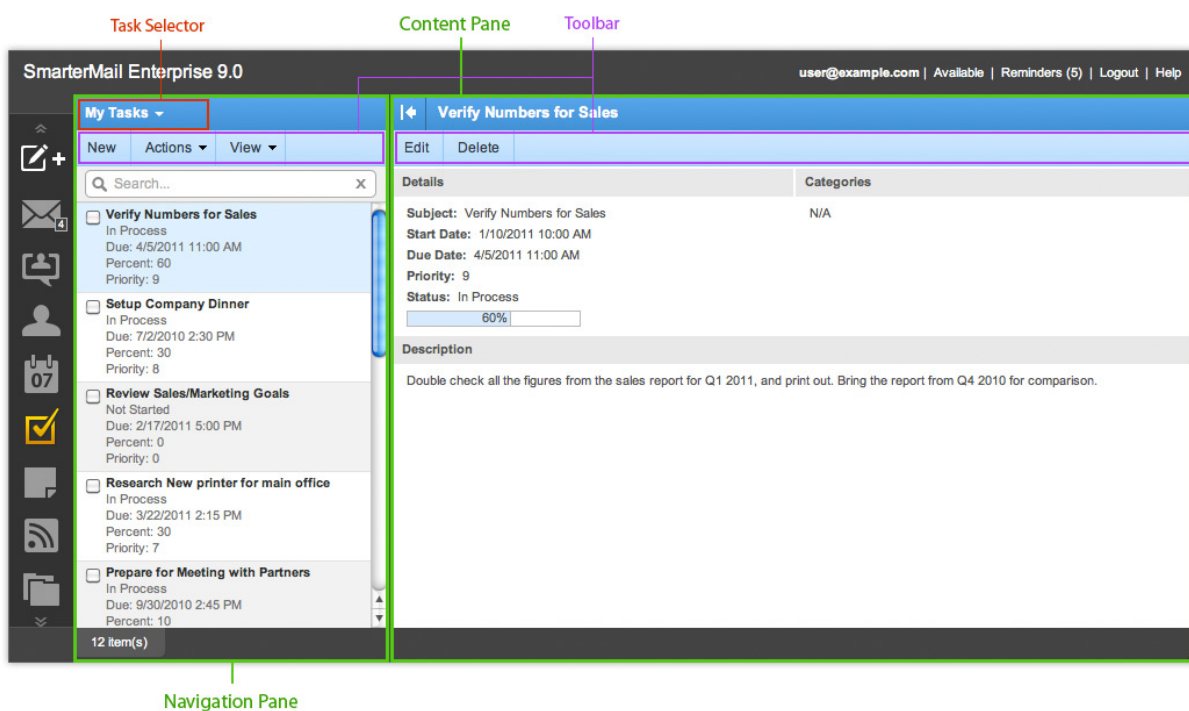 Task Selector
Content Pane
Toolbar
SmarterMail Enterprise 9.0
user@example.com | Available | Reminders (5) | Logout | Help
My Tasks
Verify Numbers for Sales
New Actions View
Edit Delete
Search... x
Details
Categories
4
07
Verify Numbers for Sales
In Process
Due: 4/5/2011 11:00 AM
Percent: 60
Priority: 9
Setup Company Dinner
In Process
Due: 7/2/2010 2:30 PM
Percent: 30
Priority: 8
Review Sales/Marketing Goals
Not Started
Due: 2/17/2011 5:00 PM
Percent: 0
Priority: 0
Research New printer for main office
In Process
Due: 3/22/2011 2:15 PM
Percent: 30
Priority: 7
Prepare for Meeting with Partners
In Process
Due: 9/30/2010 2:45 PM
Percent: 10
12 item(s)
Subject: Verify Numbers for Sales
Start Date: 1/10/2011 10:00 AM
Due Date: 4/5/2011 11:00 AM
Priority: 9
Status: In Process
60%
N/A
Description
Double check all the figures from the sales report for Q1 2011, and print out. Bring the report from Q4 2010 for comparison.
Navigation Pane